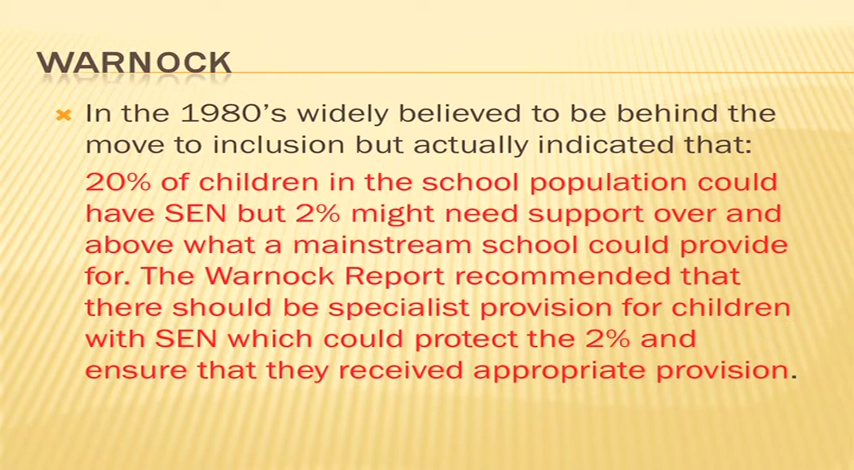 WARNOCK
In the 1980's widely believed to be behind the
move to inclusion but actually indicated that:
20% of children in the school population could
have SEN but 2% might need support over and
above what a mainstream school could provide
for. The Warnock Report recommended that
there should be specialist provision for children
with SEN which could protect the 2% and
ensure that they received appropriate provision.